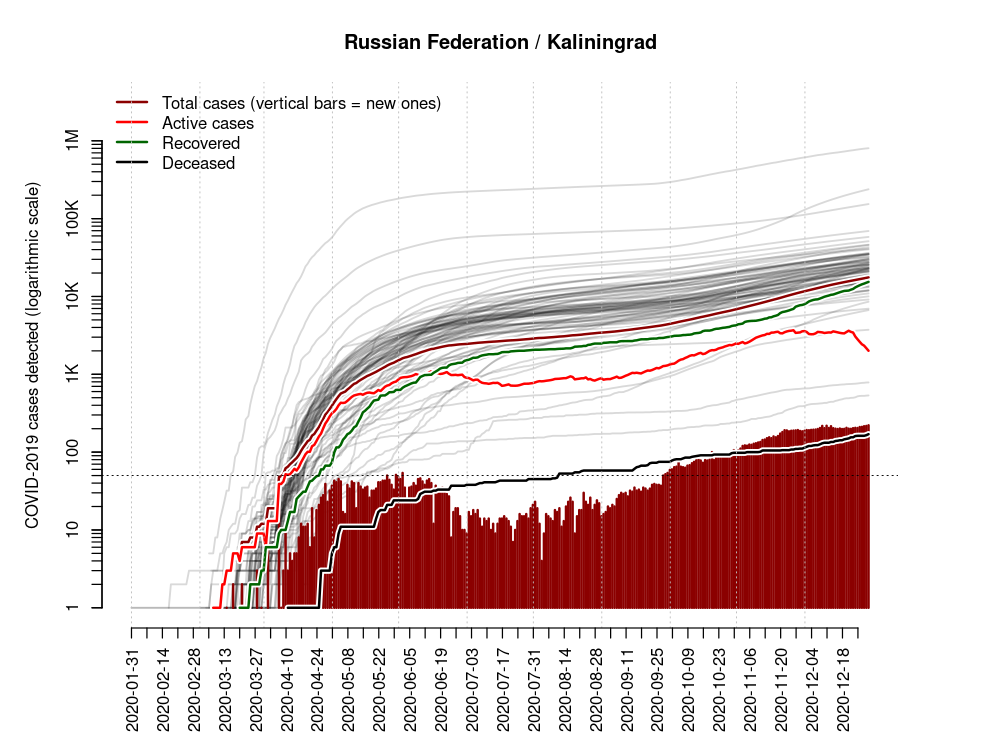 Russian Federation / Kaliningrad
Total cases (vertical bars = new ones)
Active cases
Recovered
Deceased
COVID-2019 cases detected (logarithmic scale)
1M
100K
10K
1K
100
10
1
2020-01-31
2020-02-14
2020-02-28
2020-03-13
2020-03-27
2020-04-10
2020-04-24
2020-05-08
2020-05-22
2020-06-05
2020-06-19
2020-07-03
2020-07-17
2020-07-31
2020-08-14
2020-08-28
2020-09-11
2020-09-25
2020-10-09
2020-10-23
2020-11-06
2020-11-20
2020-12-04
2020-12-18